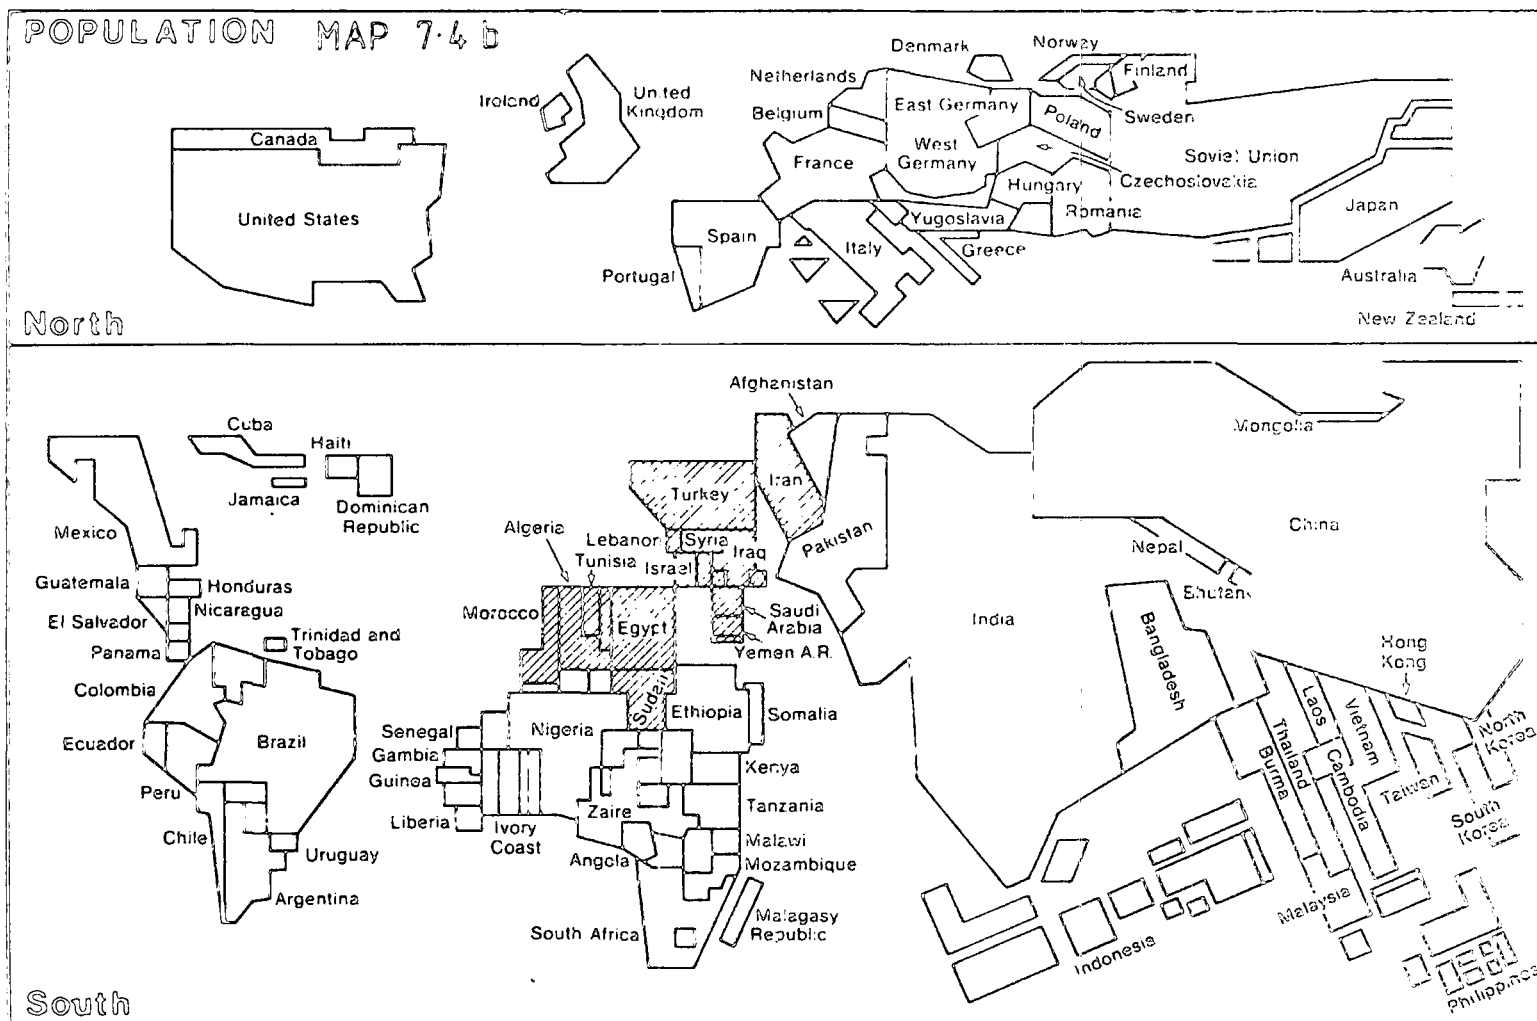 POPULATION MAP 7.4 b
Denmark
Norway
Netherlands
Finland
Ireland
United
Kingdom
East Germany
Belgium
Poland
Sweden
Canada
France
West
Germany
Soviet Union
Czechoslovakia
Hungary
United States
Yugoslavia
Romania
Japan
Spain
Italy
Greece
Portugal
Australia
New Zealand
North
Afghanistan
Cuba
Haiti
Mongolia
Jamaica
Dominican
Republic
Turkey
Iran
Mexico
Algeria
Lebanon
Syria
Iraq
Pakistan
China
Tunisia
Israel
Nepal
Guatemala
Honduras
Bhutan
Nicaragua
Morocco
Saudi
Arabia
El Salvador
Egypt
India
Bangladesh
Panama
Trinidad and
Tobago
Yemen A.R.
Hong
Kong
Colombia
Sudan
Ethiopia
Somalia
Laos
Vietnam
North
Korea
Senegal
Nigeria
Ecuador
Brazil
Gambia
Kenya
Thailand
Burma
Cambodia
Taiwan
Guinea
Peru
Zaire
Tanzania
South
Korea
Chile
Liberia
Ivory
Coast
Malawi
Uruguay
Angola
Mozambique
Argentina
Malaysia
South Africa
Malagasy
Republic
Indonesia
Philippines
South